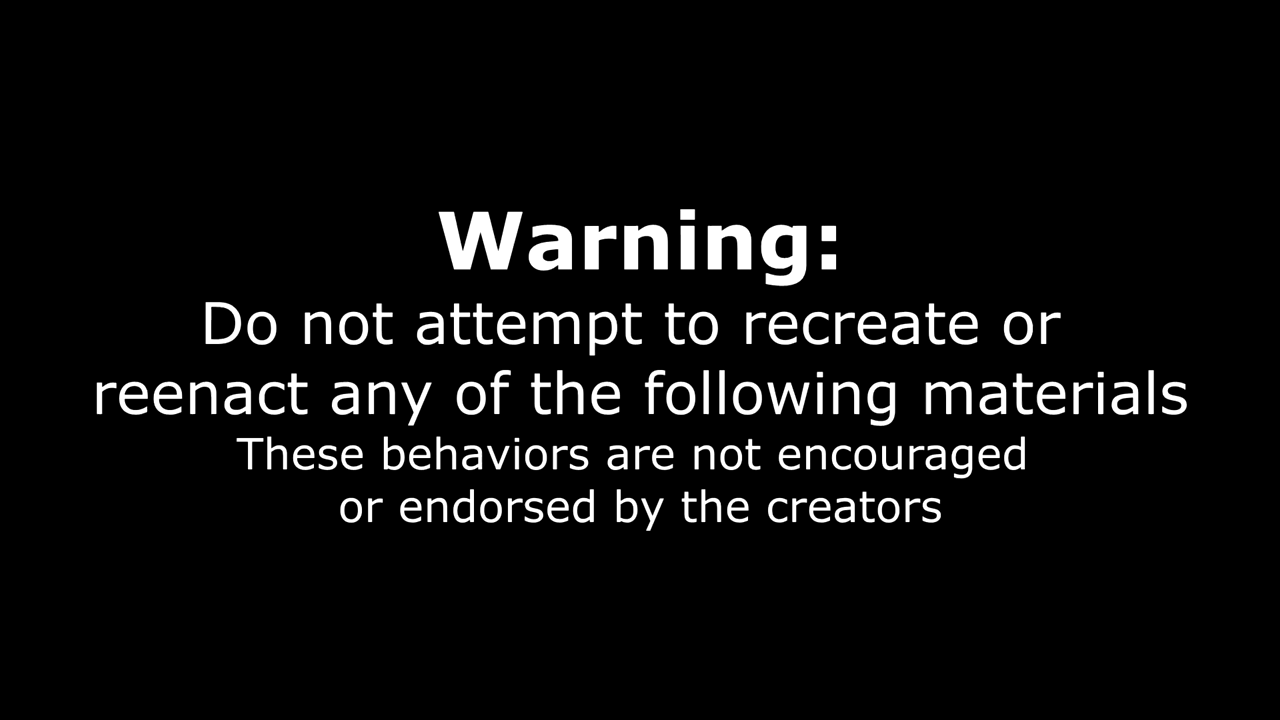 Warning:
Do not attempt to recreate or
reenact any of the following materials
These behaviors are not encouraged
or endorsed by the creators